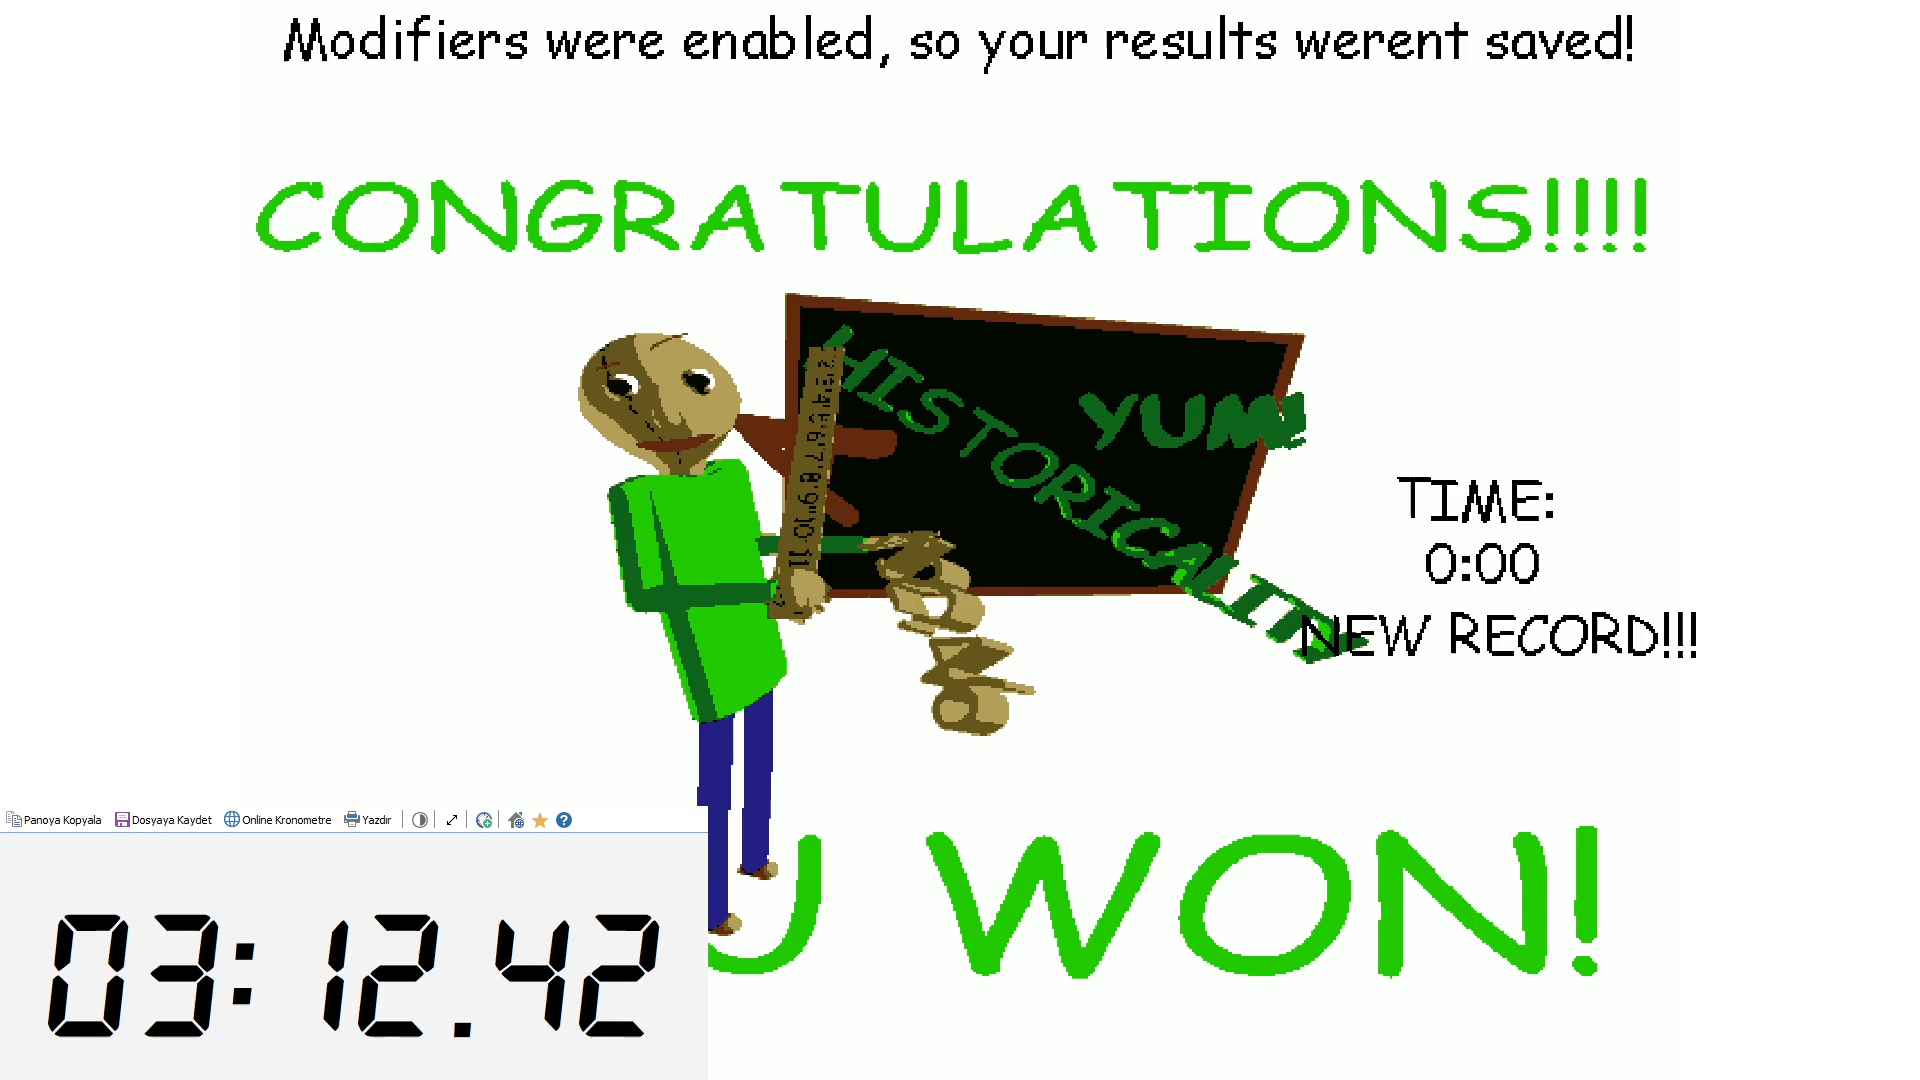 Modifiers were enabled, so your results werent saved!
CONGRATULATIONS!!!!
YUM!
TIME:
0:00
NEW RECORD!!!
U WON!
Panoya Kopyala Dosyaya Kaydet Online Kronometre Yazdır
03:12.42